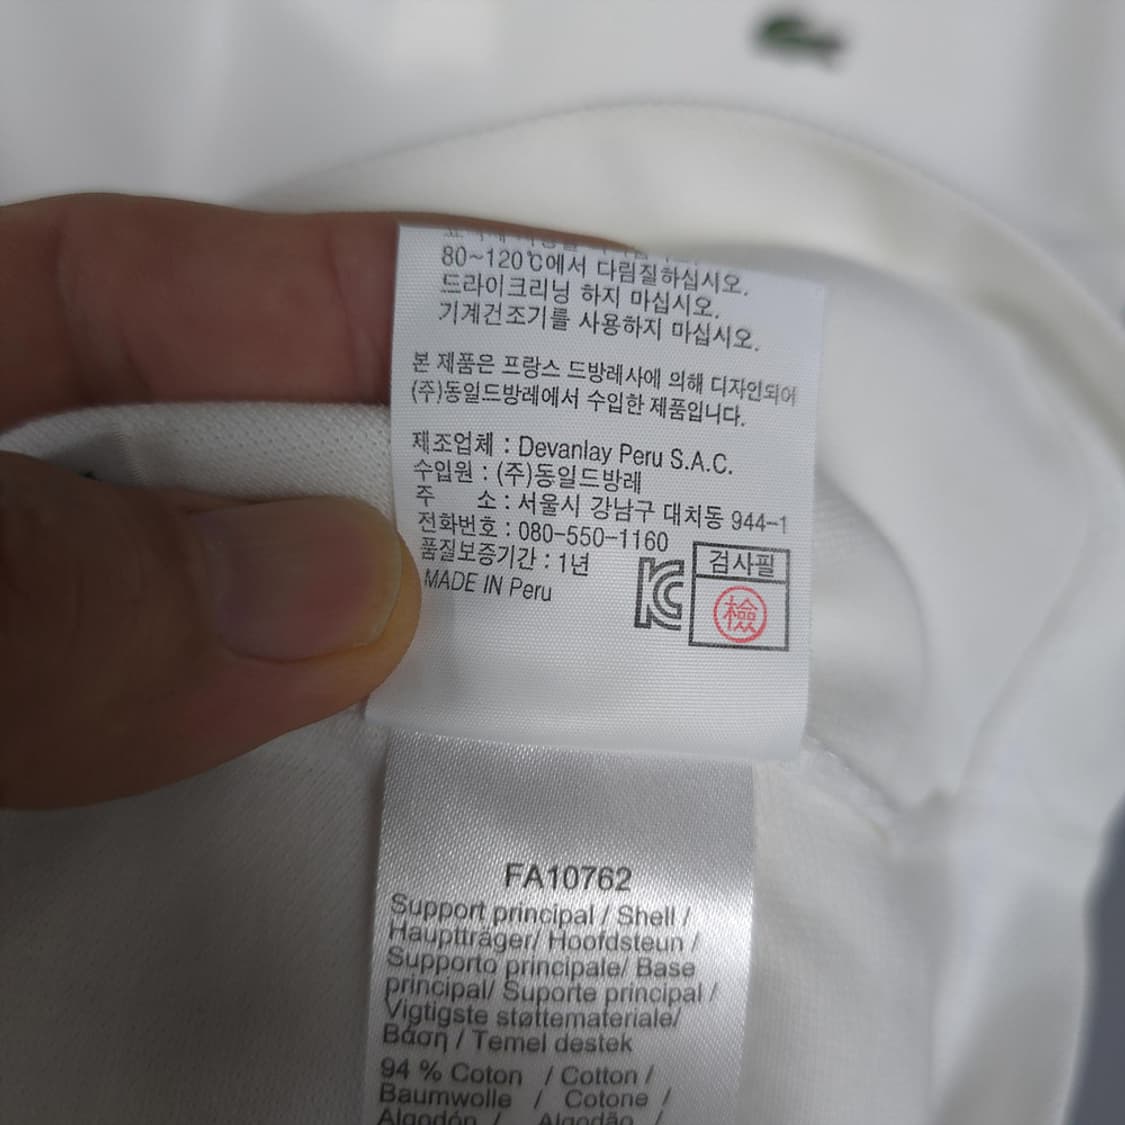 80~120℃에서 다림질하십시오.
드라이크리닝 하지 마십시오.
기계건조기를 사용하지 마십시오.
본 제품은 프랑스 드방레사에 의해 디자인되어
(주)동일드방레에서 수입한 제품입니다.
제조업체 : Devanlay Peru S.A.C.
수입원 : (주)동일드방레
주 소 : 서울시 강남구 대치동 944-1
전화번호 : 080-550-1160
품질보증기간 : 1년
MADE IN Peru
검사필
檢
FA10762
Support principal / Shell /
Hauptträger/ Hoofdsteun /
Supporto principale/ Base
principal/ Suporte principal /
Vigtigste støttemateriale/
Βάση / Temel destek
94 % Coton / Cotton /
Baumwolle / Cotone /
Algodón / Algodão /